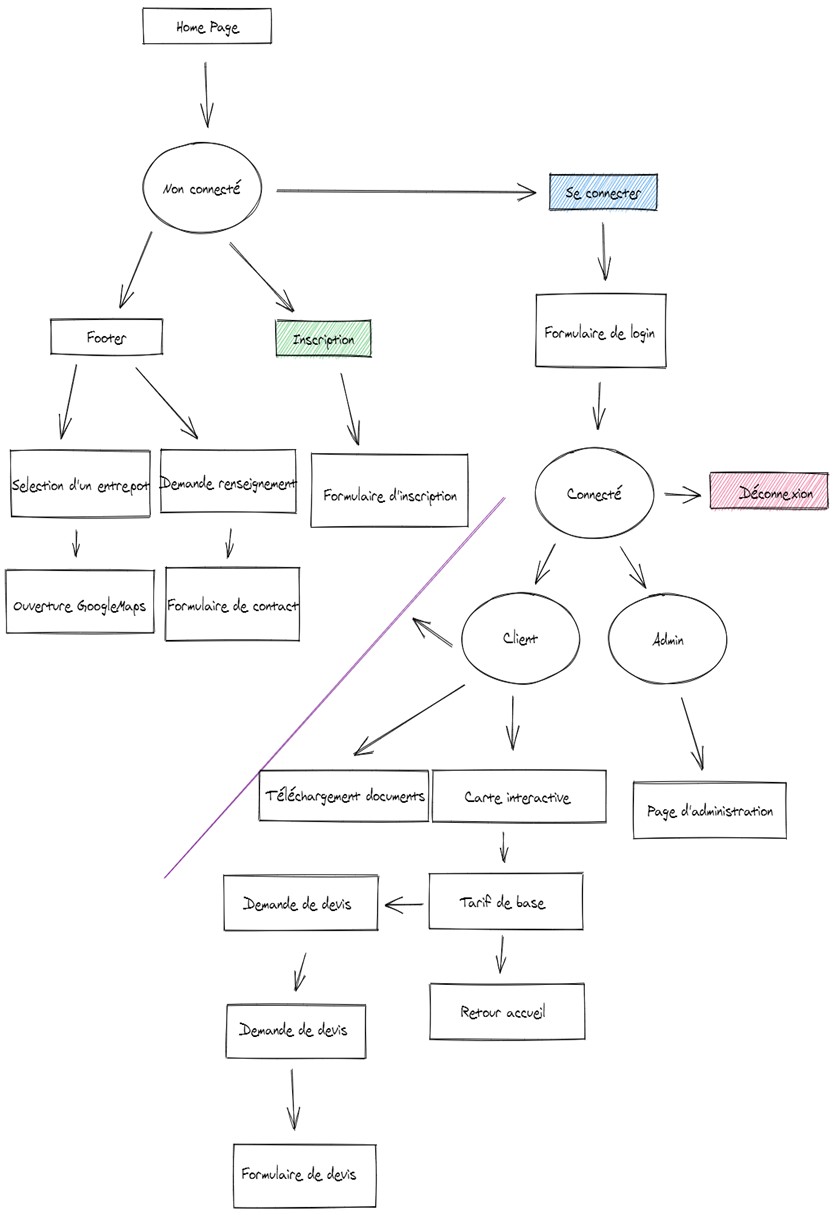 Home Page
Non connecté
Se connecter
Footer
Inscription
Formulaire de login
Selection d'un entrepot
Demande renseignement
Formulaire d'inscription
Connecté
Déconnexion
Ouverture GoogleMaps
Formulaire de contact
Client
Admin
Téléchargement documents
Carte interactive
Page d'administration
Demande de devis
Tarif de base
Demande de devis
Retour accueil
Formulaire de devis